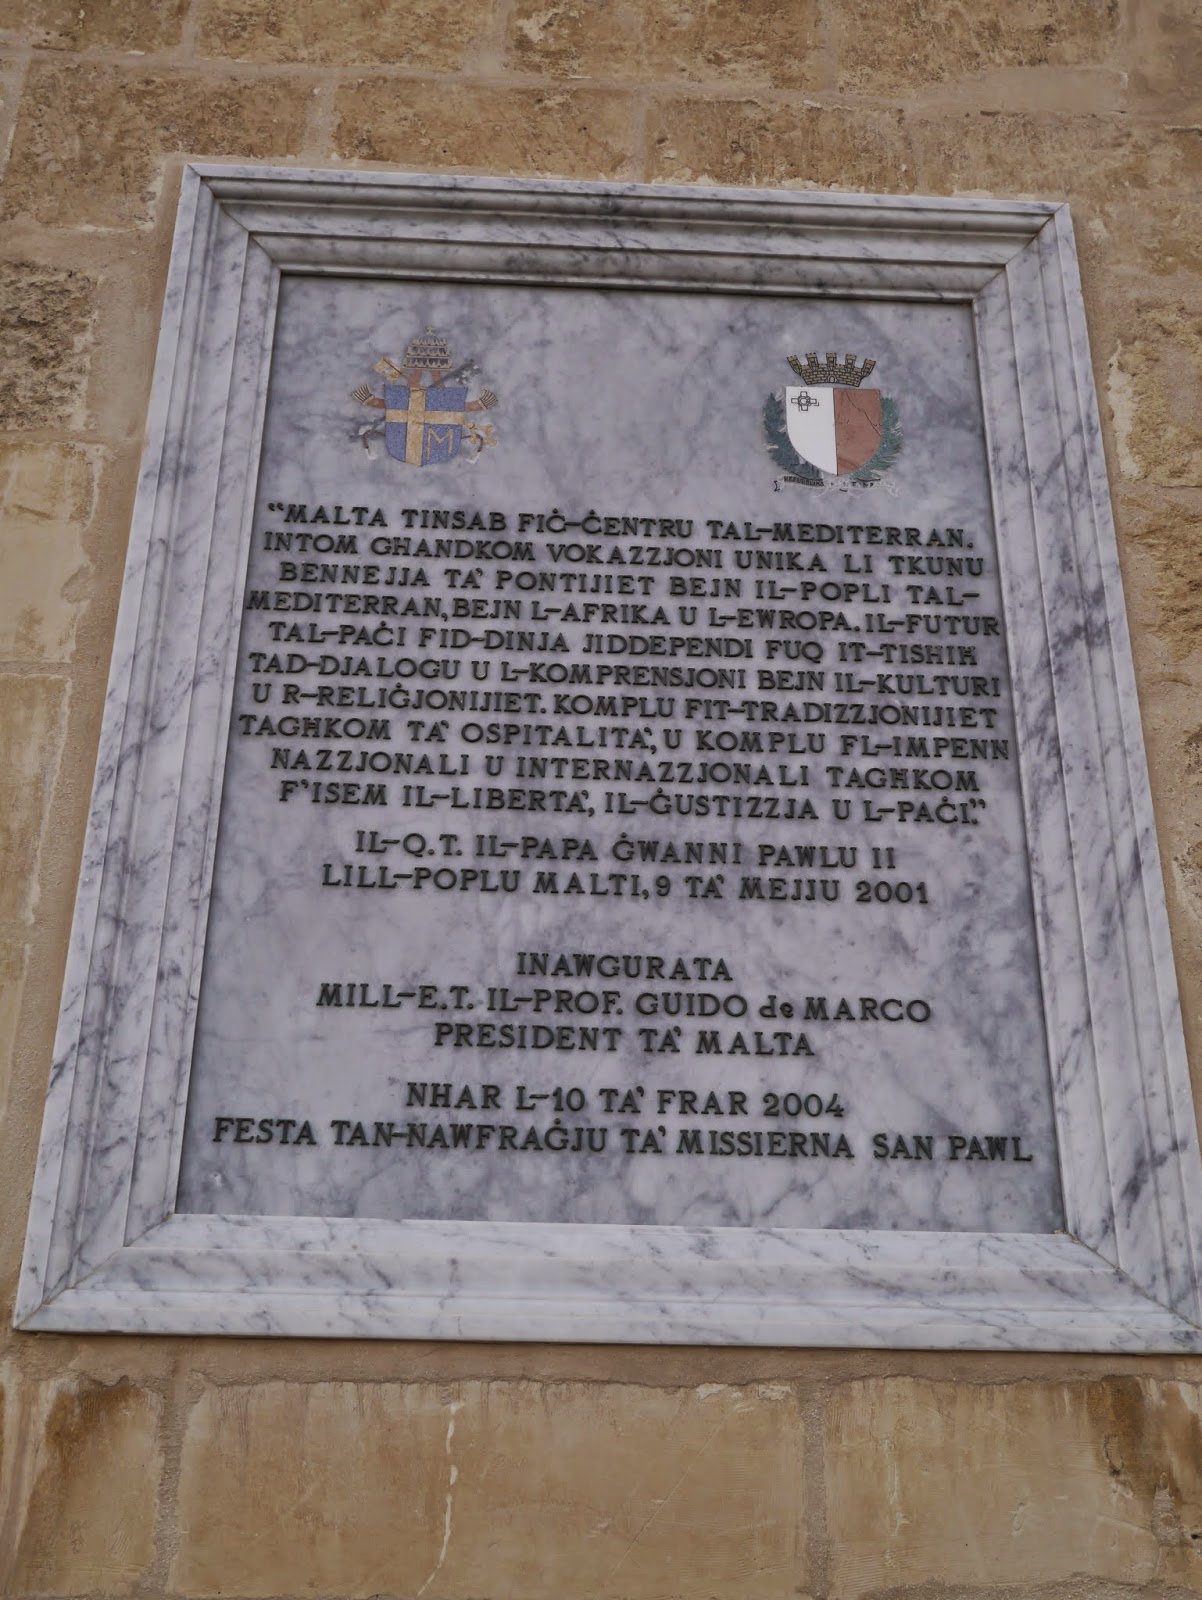 “MALTA TINSAB FIĊ-ĊENTRU TAL-MEDITERRAN.
INTOM GĦANDKOM VOKAZZJONI UNIKA LI TKUNU
BENNEJJA TA' PONTIJIET BEJN IL-POPLI TAL-
MEDITERRAN, BEJN L-AFRIKA U L-EWROPA. IL-FUTUR
TAL-PAĊI FID-DINJA JIDDEPENDI FUQ IT-TISHIĦ
TAD-DJALOGU U L-KOMPRENSJONI BEJN IL-KULTURI
U R-RELIĠJONIJIET. KOMPLU FIT-TRADIZZJONIJIET
TAGĦKOM TA' OSPITALITA', U KOMPLU FL-IMPENN
NAZZJONALI U INTERNAZZJONALI TAGĦKOM
F'ISEM IL-LIBERTA', IL-ĠUSTIZZJA U L-PAĊI.”
IL-Q.T. IL-PAPA ĠWANNI PAWLU II
LILL-POPLU MALTI, 9 TA' MEJJU 2001
INAWGURATA
MILL-E.T. IL-PROF. GUIDO de MARCO
PRESIDENT TA' MALTA
NHAR L-10 TA' FRAR 2004
FESTA TAN-NAWFRAĠJU TA' MISSIERNA SAN PAWL